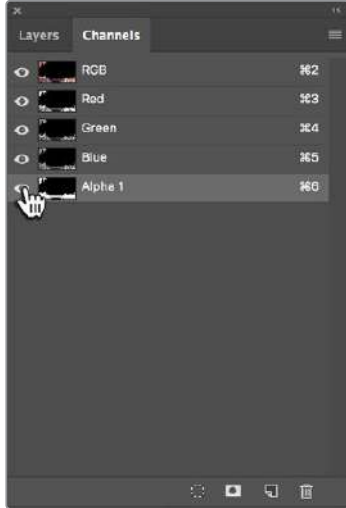 Layers Channels
RGB ⌘2
Red ⌘3
Green ⌘4
Blue ⌘5
Alpha 1 ⌘6